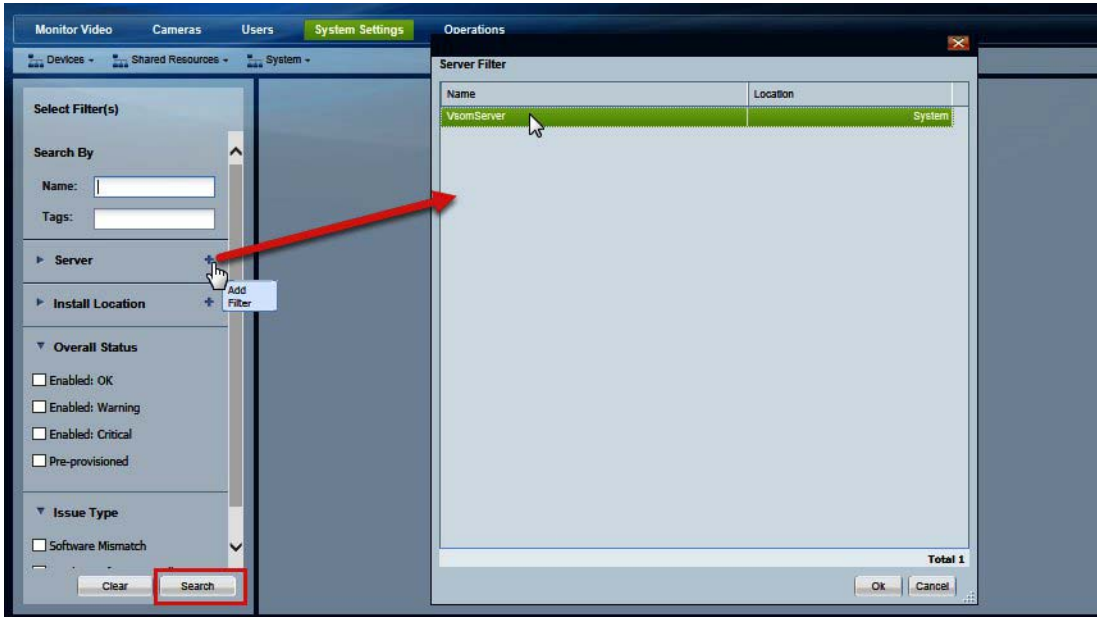 Monitor Video Cameras Users System Settings Operations
Devices Shared Resources System
Select Filter(s)
Search By
Name:
Tags:
Server
Add
Filter
Install Location
Overall Status
Enabled: OK
Enabled: Warning
Enabled: Critical
Pre-provisioned
Issue Type
Software Mismatch
Clear Search
Server Filter
Name Location
VsomServer System
Total 1
Ok Cancel